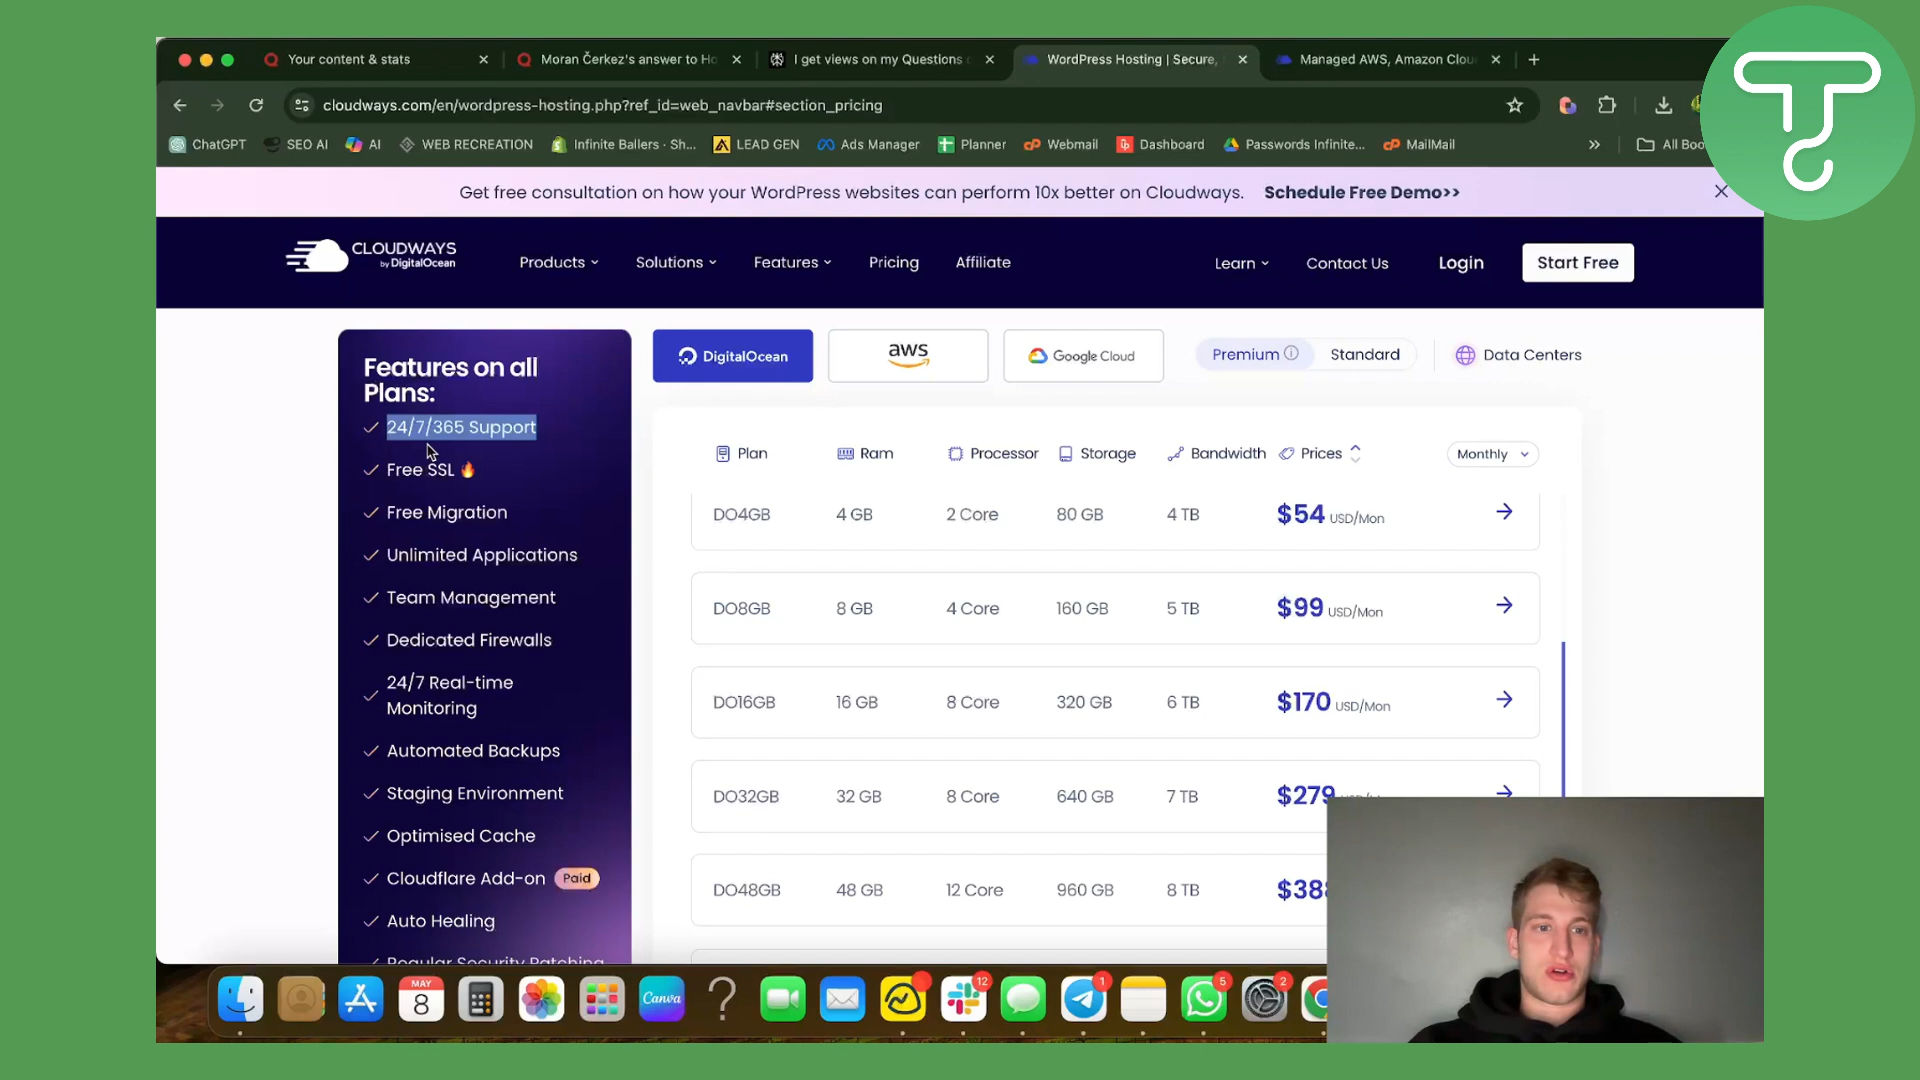 Your content & stats
Moran Čerkez's answer to Ho
I get views on my Questions
WordPress Hosting | Secure,
Managed AWS, Amazon Clou
cloudways.com/en/wordpress-hosting.php?ref_id=web_navbar#section_pricing
ChatGPT
SEO AI
AI
WEB RECREATION
Infinite Ballers · Sh...
LEAD GEN
Ads Manager
Planner
Webmail
Dashboard
Passwords Infinite...
MailMail
All Boo
Get free consultation on how your WordPress websites can perform 10x better on Cloudways. Schedule Free Demo>>
CLOUDWAYS
by DigitalOcean
Products
Solutions
Features
Pricing
Affiliate
Learn
Contact Us
Login
Start Free
Features on all
Plans:
24/7/365 Support
Free SSL 🔥
Free Migration
Unlimited Applications
Team Management
Dedicated Firewalls
24/7 Real-time
Monitoring
Automated Backups
Staging Environment
Optimised Cache
Cloudflare Add-on Paid
Auto Healing
Regular Security Patching
DigitalOcean
aws
Google Cloud
Premium
Standard
Data Centers
Plan Ram Processor Storage Bandwidth Prices Monthly
DO4GB 4 GB 2 Core 80 GB 4 TB $54 USD/Mon
DO8GB 8 GB 4 Core 160 GB 5 TB $99 USD/Mon
DO16GB 16 GB 8 Core 320 GB 6 TB $170 USD/Mon
DO32GB 32 GB 8 Core 640 GB 7 TB $279
DO48GB 48 GB 12 Core 960 GB 8 TB $38
MAY
8
Canva
12
1
5
2